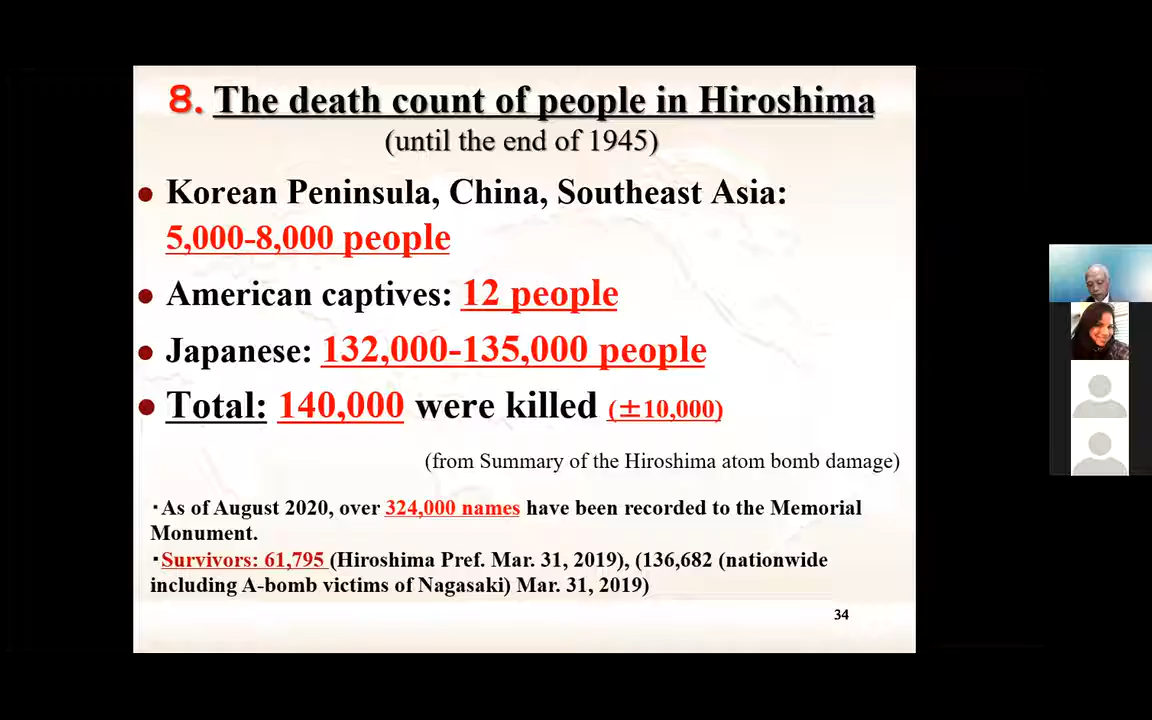 8. The death count of people in Hiroshima
(until the end of 1945)
● Korean Peninsula, China, Southeast Asia:
5,000-8,000 people
● American captives: 12 people
● Japanese: 132,000-135,000 people
● Total: 140,000 were killed (±10,000)
(from Summary of the Hiroshima atom bomb damage)
・As of August 2020, over 324,000 names have been recorded to the Memorial
Monument.
・Survivors: 61,795 (Hiroshima Pref. Mar. 31, 2019), (136,682 (nationwide
including A-bomb victims of Nagasaki) Mar. 31, 2019)
34